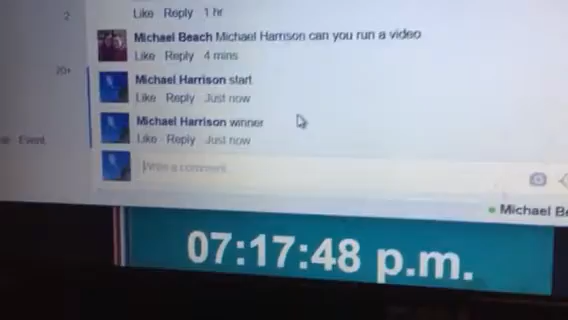 Like Reply 1 hr
2
Michael Beach Michael Harrison can you run a video
Like · Reply · 4 mins
20+
Michael Harrison start
Like · Reply · Just now
Michael Harrison winner
Like · Reply · Just now
Event
Write a comment
Michael Be
07:17:48 p.m.